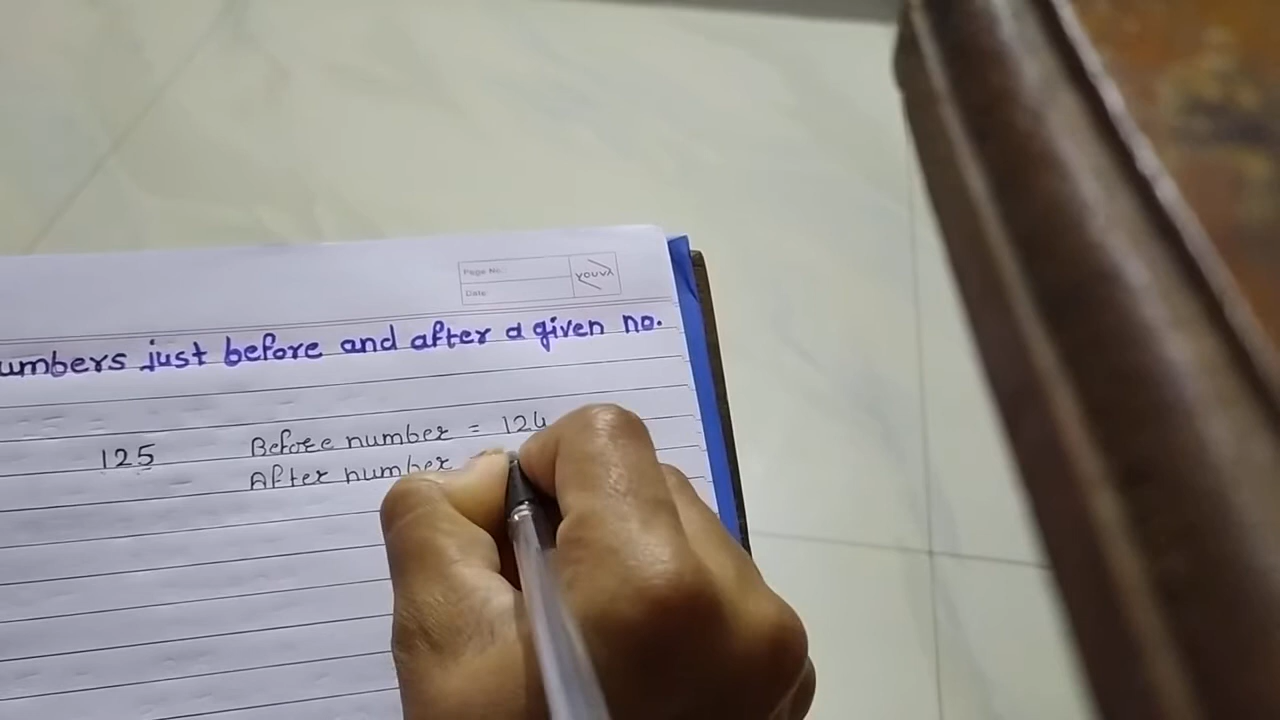 Page No.:
Date:
YOUVA
umbers just before and after a given no.
125 Before number = 124
After number